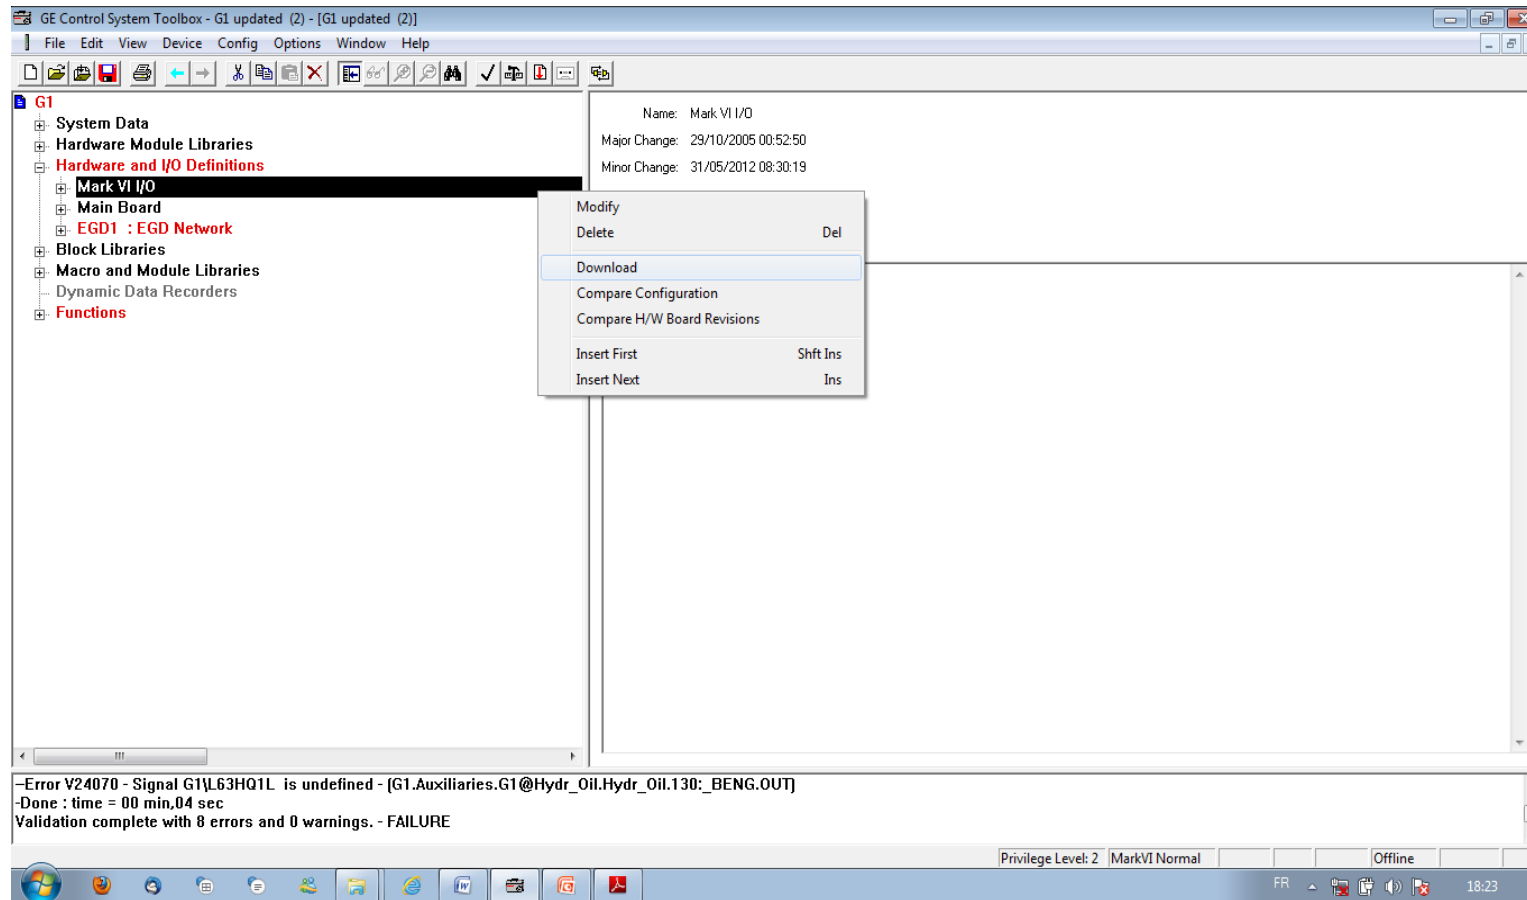 GE Control System Toolbox - G1 updated (2) - [G1 updated (2)]
File Edit View Device Config Options Window Help
G1
System Data
Hardware Module Libraries
Hardware and I/O Definitions
Mark VI I/O
Main Board
EGD1 : EGD Network
Block Libraries
Macro and Module Libraries
Dynamic Data Recorders
Functions
Name: Mark VI I/O
Major Change: 29/10/2005 00:52:50
Minor Change: 31/05/2012 08:30:19
Modify
Delete Del
Download
Compare Configuration
Compare H/W Board Revisions
Insert First Shft Ins
Insert Next Ins
--Error V24070 - Signal G1\L63HQ1L is undefined - (G1.Auxiliaries.G1@Hydr_Oil.Hydr_Oil.130:_BENG.OUT)
-Done : time = 00 min,04 sec
Validation complete with 8 errors and 0 warnings. - FAILURE
Privilege Level: 2 MarkVI Normal Offline
FR 18:23